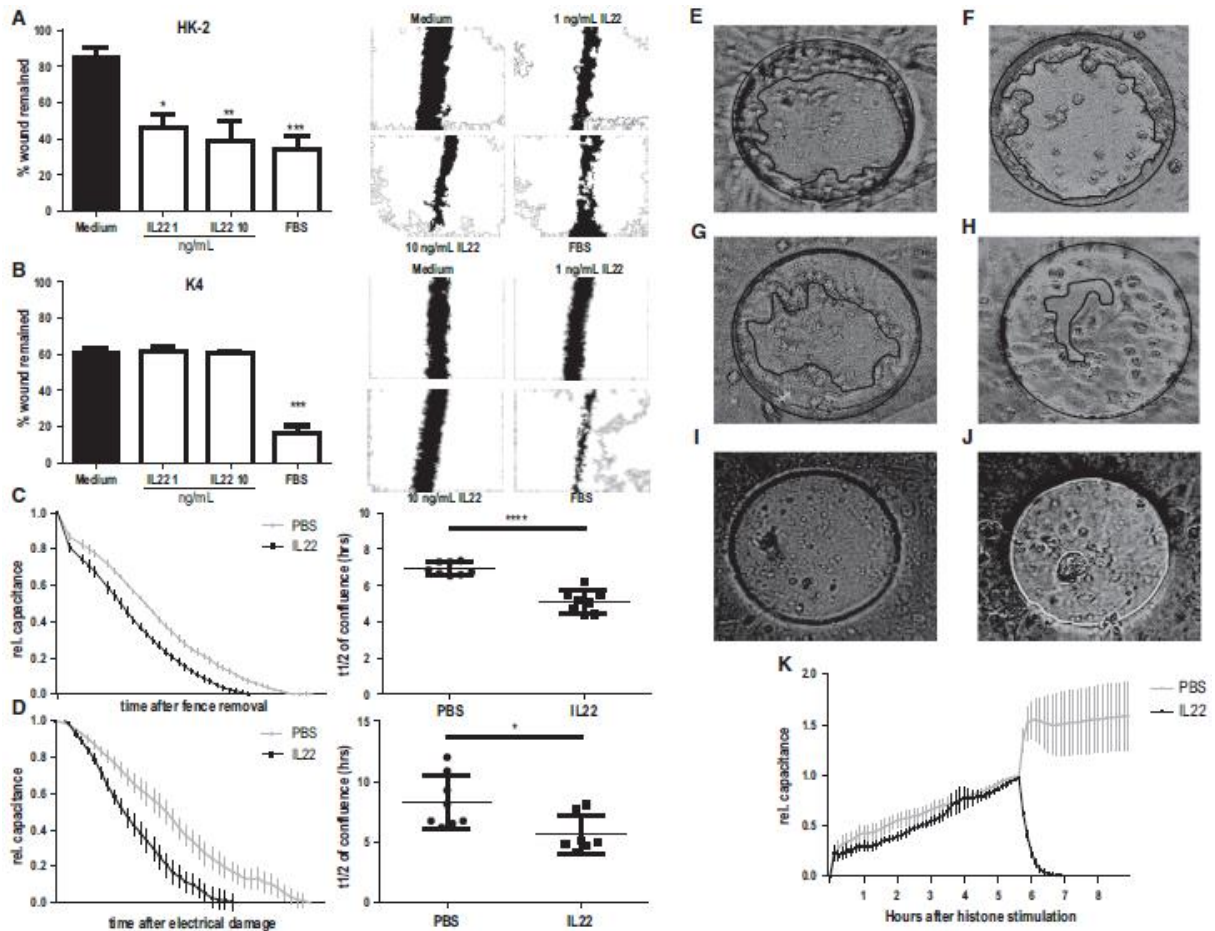 A
HK-2
% wound remained
100
80
60
40
20
0
*
**
***
Medium
IL22 1
IL22 10
FBS
ng/mL
Medium
1 ng/mL IL22
10 ng/mL IL22
FBS
B
K4
% wound remained
100
80
60
40
20
0
***
Medium
IL22 1
IL22 10
FBS
ng/mL
Medium
1 ng/mL IL22
10 ng/mL IL22
FBS
C
rel. capacitance
1.0
0.8
0.6
0.4
0.2
0.0
PBS
IL22
time after fence removal
t1/2 of confluence (hrs)
10
8
6
4
2
0
****
PBS
IL22
D
rel. capacitance
1.0
0.8
0.6
0.4
0.2
0.0
PBS
IL22
time after electrical damage
t1/2 of confluence (hrs)
15
10
5
0
*
PBS
IL22
E
F
G
H
I
J
K
rel. capacitance
2.0
1.5
1.0
0.5
0.0
PBS
IL22
1
2
3
4
5
6
7
8
Hours after histone stimulation